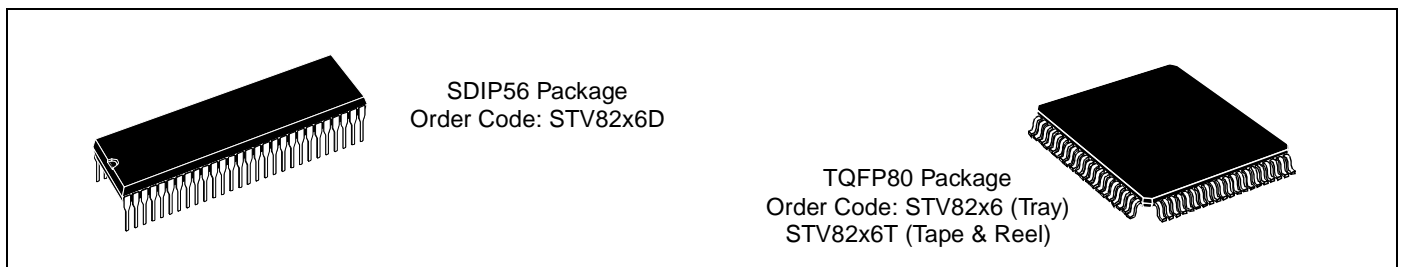 SDIP56 Package
Order Code: STV82x6D
TQFP80 Package
Order Code: STV82x6 (Tray)
STV82x6T (Tape & Reel)